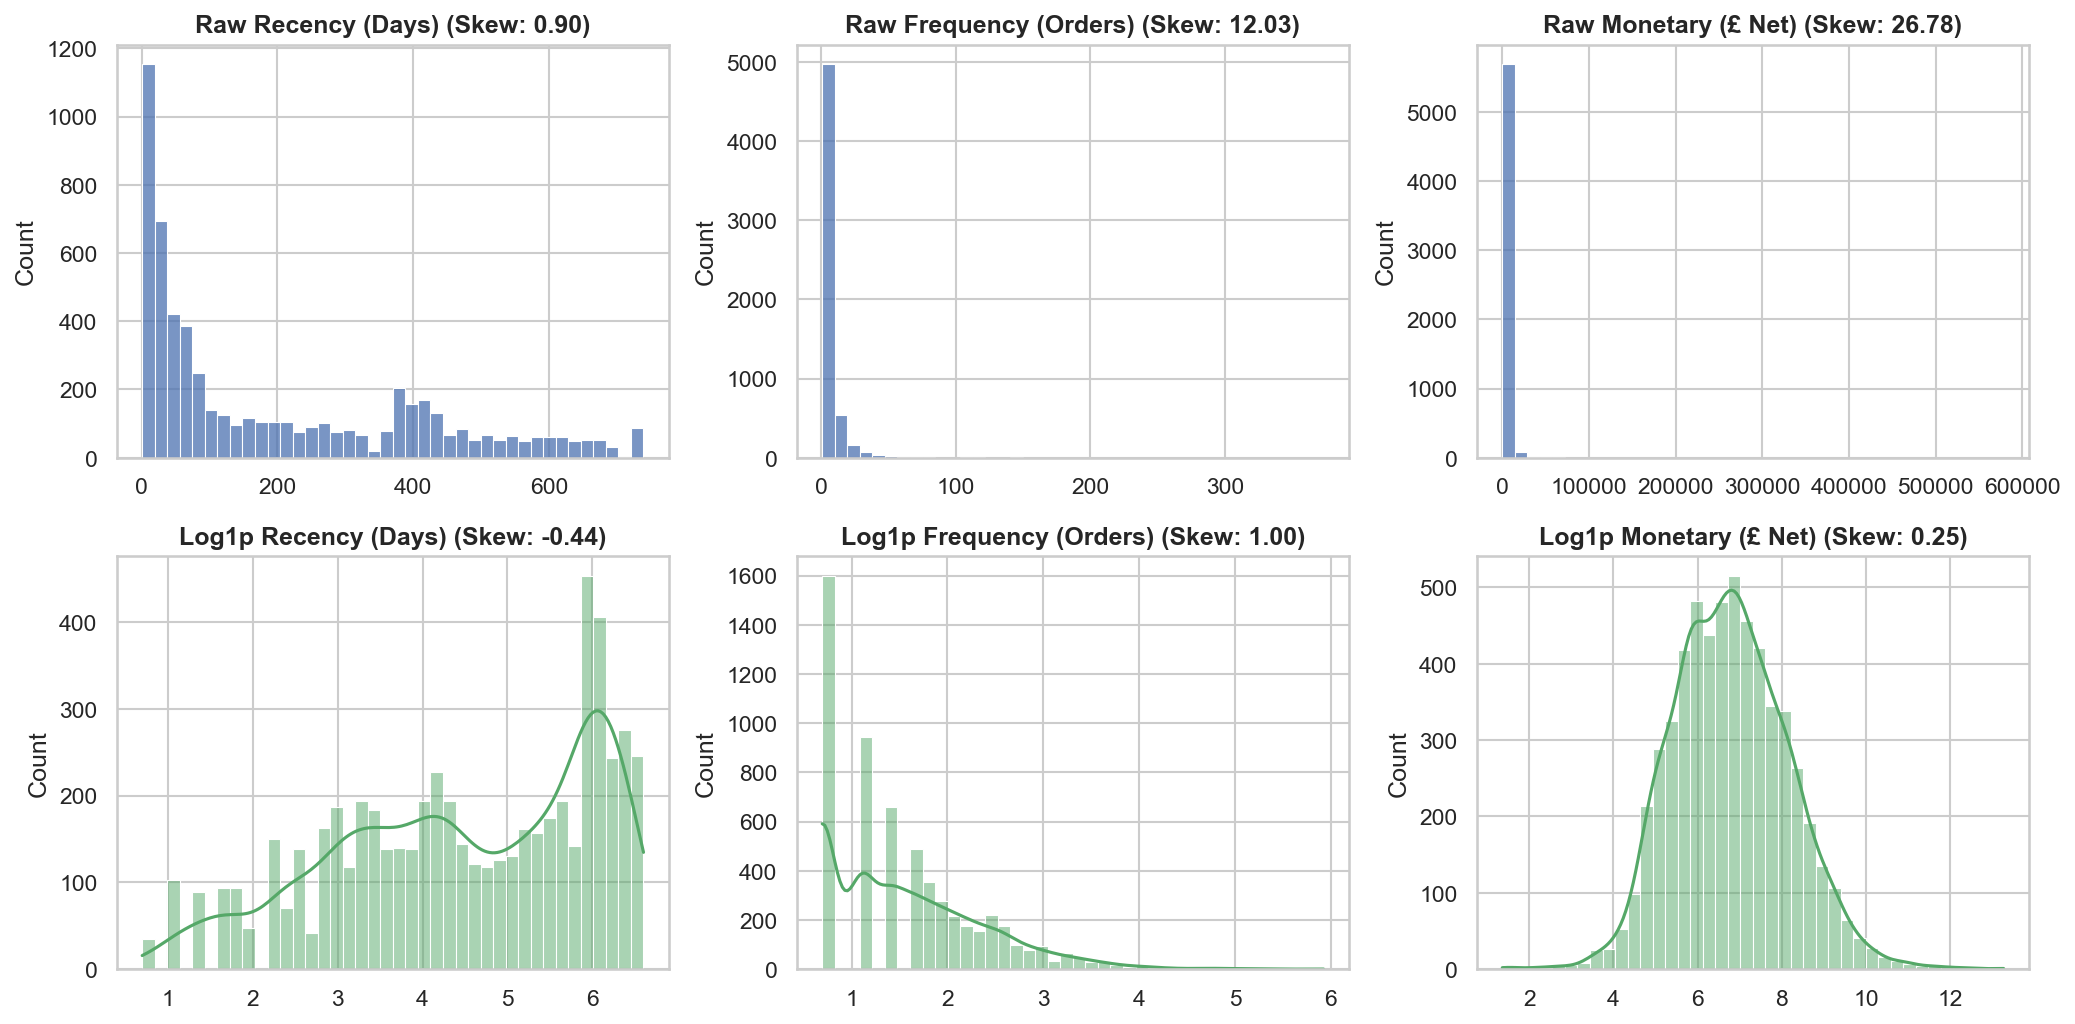 Raw Recency (Days) (Skew: 0.90)
1200
1000
800
600
400
200
0
Count
0 200 400 600
Raw Frequency (Orders) (Skew: 12.03)
5000
4000
3000
2000
1000
0
Count
0 100 200 300
Raw Monetary (£ Net) (Skew: 26.78)
5000
4000
3000
2000
1000
0
Count
0 100000 200000 300000 400000 500000 600000
Log1p Recency (Days) (Skew: -0.44)
400
300
200
100
0
Count
1 2 3 4 5 6
Log1p Frequency (Orders) (Skew: 1.00)
1600
1400
1200
1000
800
600
400
200
0
Count
1 2 3 4 5 6
Log1p Monetary (£ Net) (Skew: 0.25)
500
400
300
200
100
0
Count
2 4 6 8 10 12